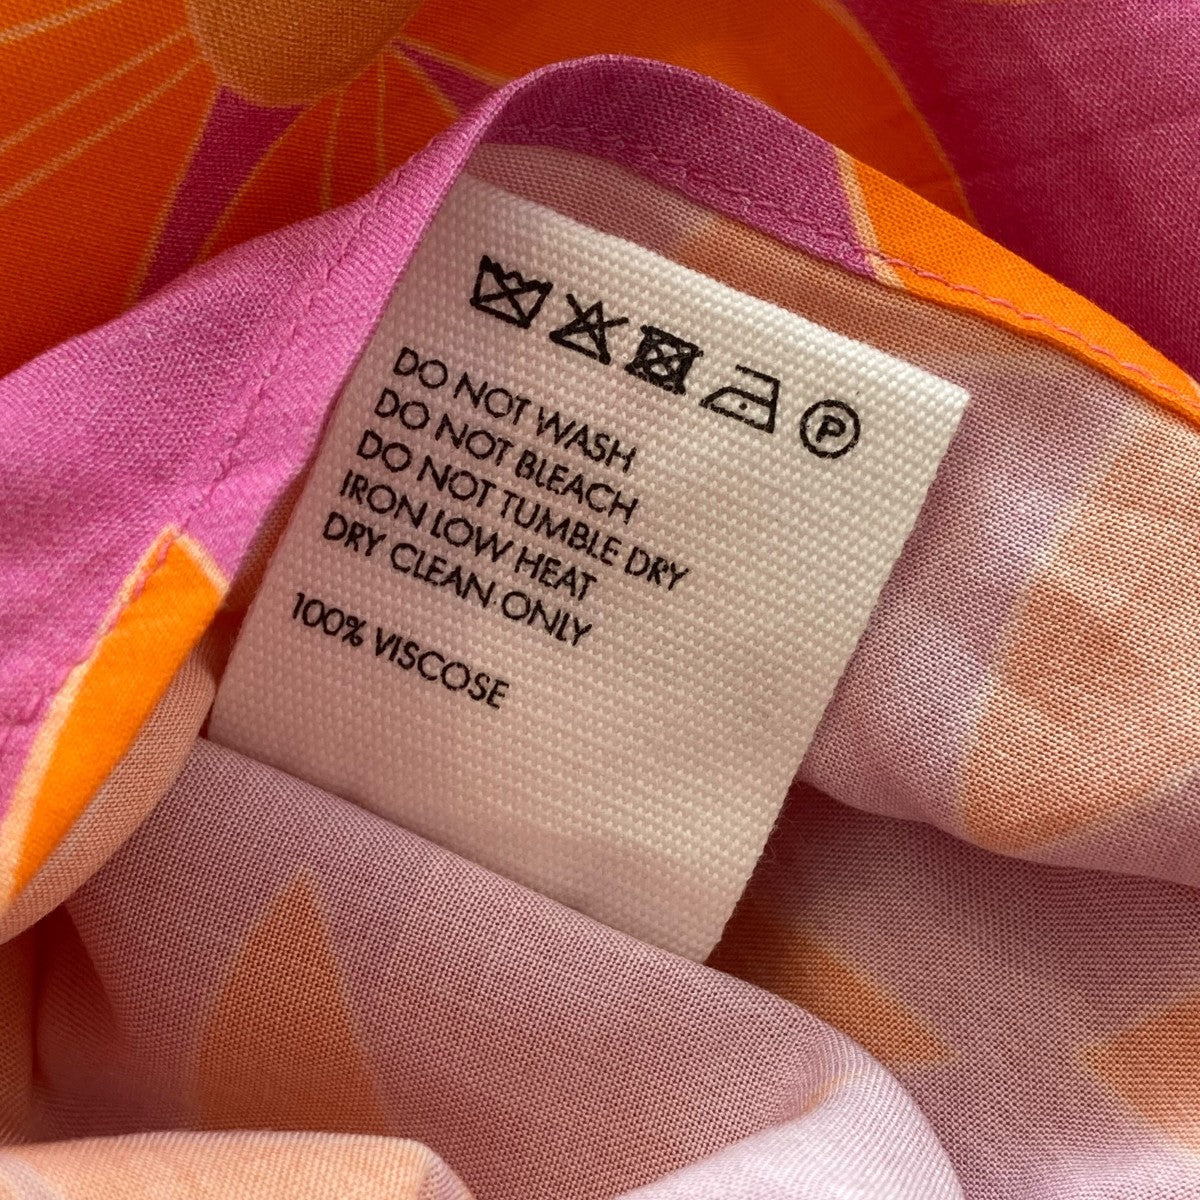 P
DO NOT WASH
DO NOT BLEACH
DO NOT TUMBLE DRY
IRON LOW HEAT
DRY CLEAN ONLY
100% VISCOSE